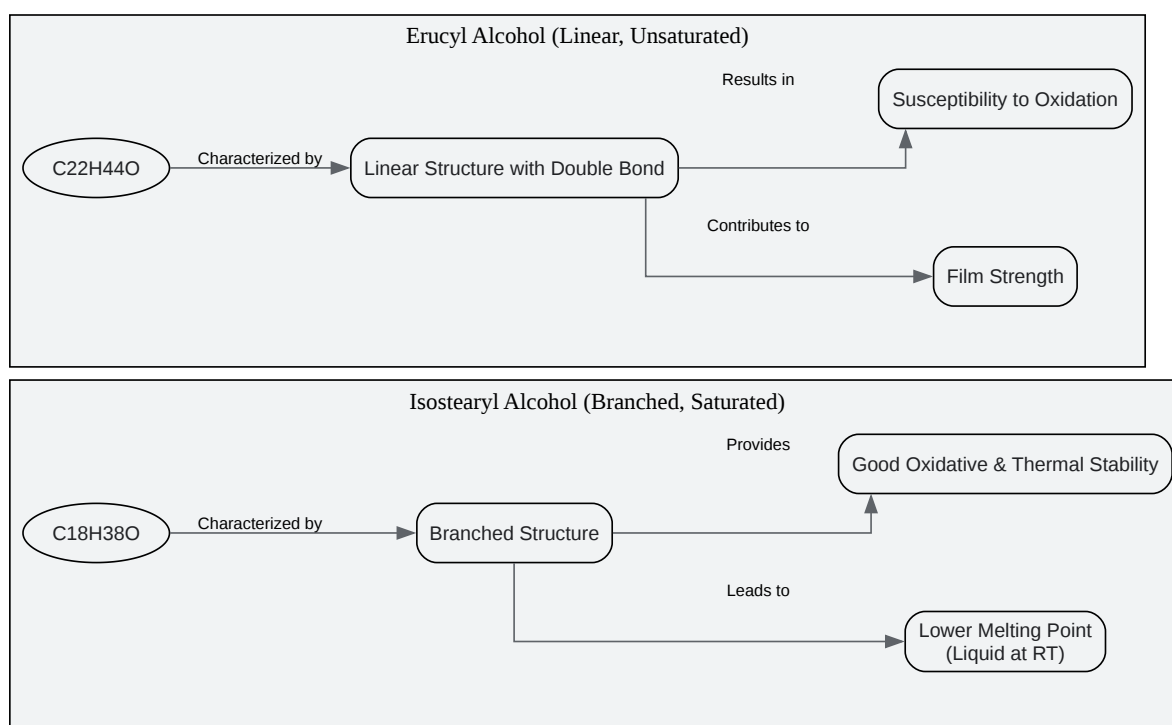 Erucyl Alcohol (Linear, Unsaturated)
Results in
Susceptibility to Oxidation
C22H44O
Characterized by
Linear Structure with Double Bond
Contributes to
Film Strength
Isostearyl Alcohol (Branched, Saturated)
Provides
Good Oxidative & Thermal Stability
C18H38O
Characterized by
Branched Structure
Leads to
Lower Melting Point
(Liquid at RT)